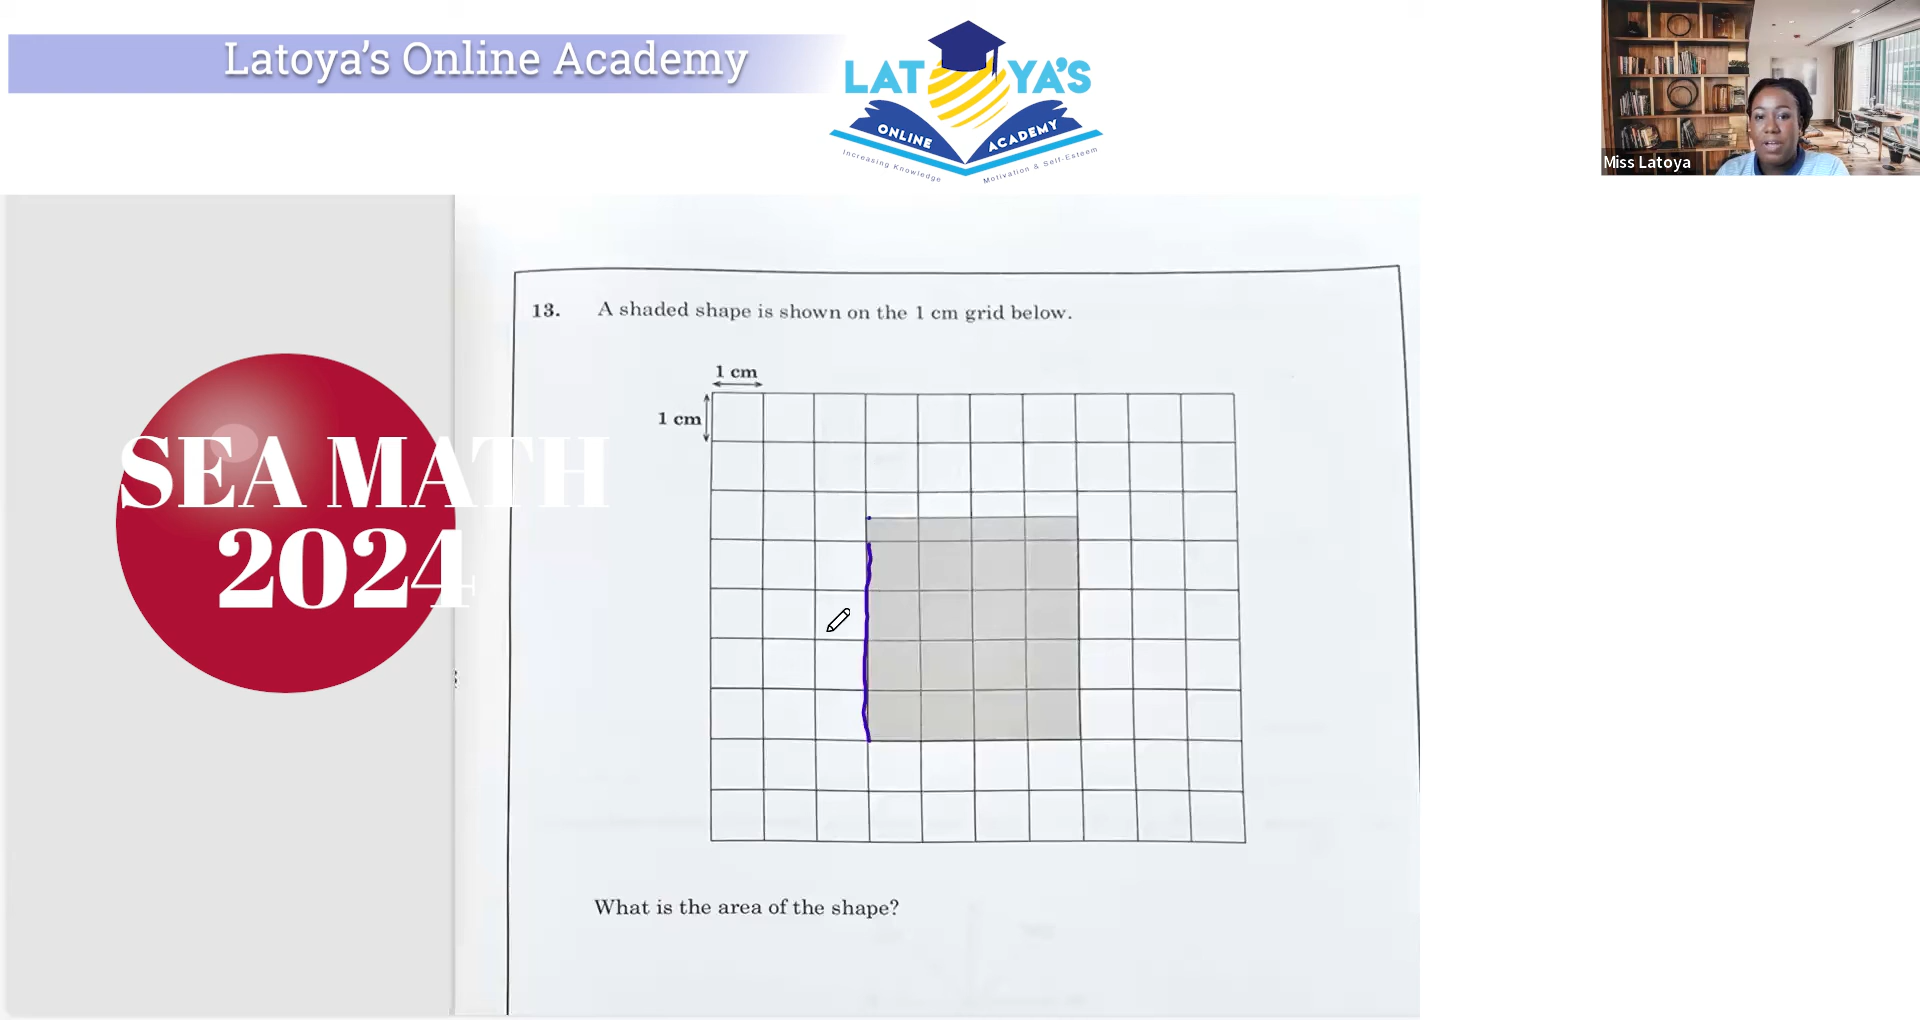 Latoya's Online Academy
LATOYA'S
ONLINE ACADEMY
Increasing Knowledge Motivation & Self-Esteem
Miss Latoya
SEA MATH
2024
13. A shaded shape is shown on the 1 cm grid below.
1 cm
1 cm
What is the area of the shape?